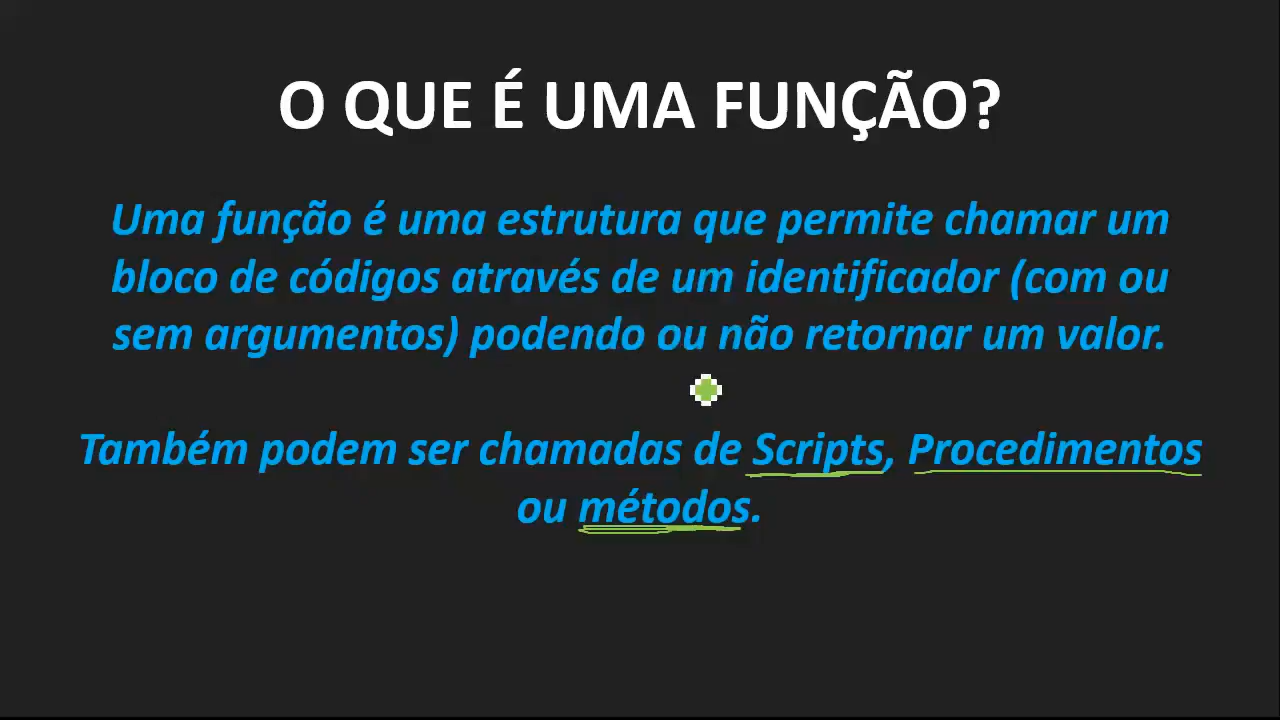 O QUE É UMA FUNÇÃO?
Uma função é uma estrutura que permite chamar um
bloco de códigos através de um identificador (com ou
sem argumentos) podendo ou não retornar um valor.
Também podem ser chamadas de Scripts, Procedimentos
ou métodos.